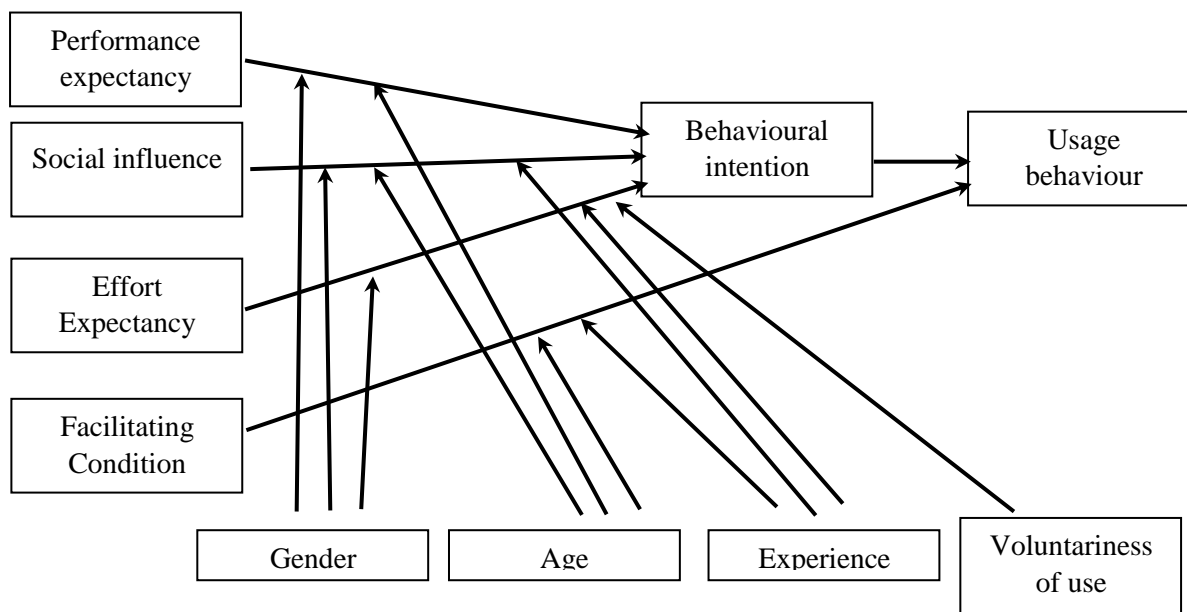 Performance
expectancy
Social influence
Effort
Expectancy
Facilitating
Condition
Behavioural
intention
Usage
behaviour
Gender
Age
Experience
Voluntariness
of use